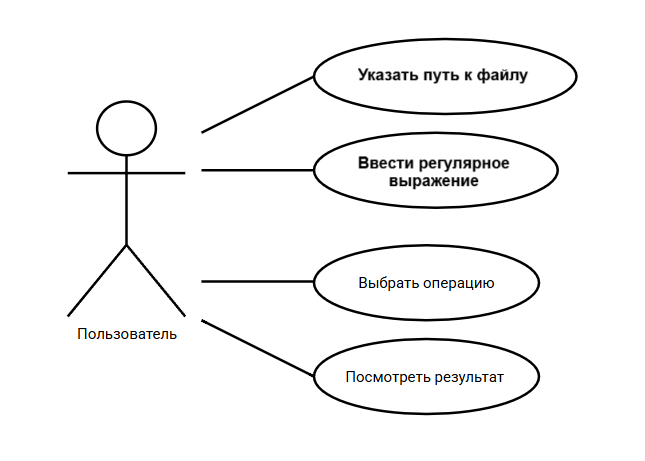 Указать путь к файлу
Ввести регулярное
выражение
Выбрать операцию
Пользователь
Посмотреть результат